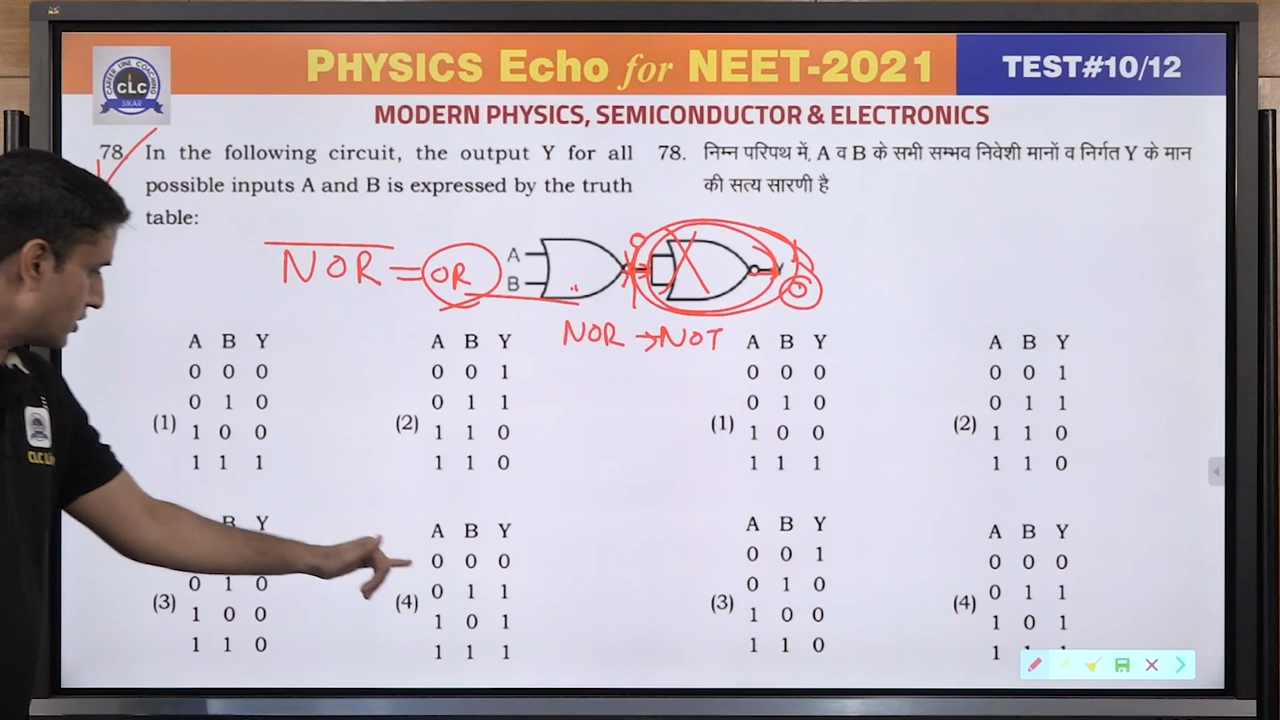 PHYSICS Echo for NEET-2021
TEST#10/12
CAREER LINE COACHING
CLC
SIKAR
MODERN PHYSICS, SEMICONDUCTOR & ELECTRONICS
78. In the following circuit, the output Y for all
possible inputs A and B is expressed by the truth
table:
78. निम्न परिपथ में, A व B के सभी सम्भव निवेशी मानों व निर्गत Y के मान
की सत्य सारणी है
NOR = OR
A
B
NOR → NOT
(1)
A B Y
0 0 0
0 1 0
1 0 0
1 1 1
(2)
A B Y
0 0 1
0 1 1
1 1 0
1 1 0
(3)
B Y
0 1 0
1 0 0
1 1 0
(4)
A B Y
0 0 0
0 1 1
1 0 1
1 1 1
(1)
A B Y
0 0 0
0 1 0
1 0 0
1 1 1
(2)
A B Y
0 0 1
0 1 1
1 1 0
1 1 0
(3)
A B Y
0 0 1
0 1 0
1 0 0
1 1 0
(4)
A B Y
0 0 0
0 1 1
1 0 1
1
CLC